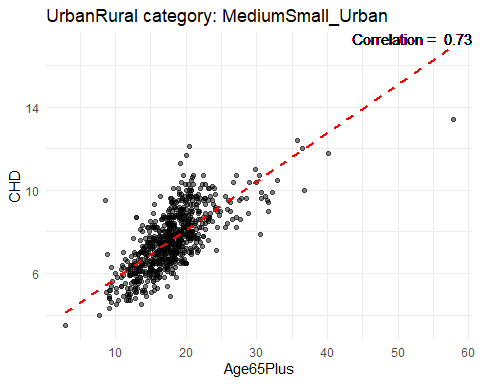 UrbanRural category: MediumSmall_Urban
Correlation = 0.73
14
10
6
CHD
10 20 30 40 50 60
Age65Plus